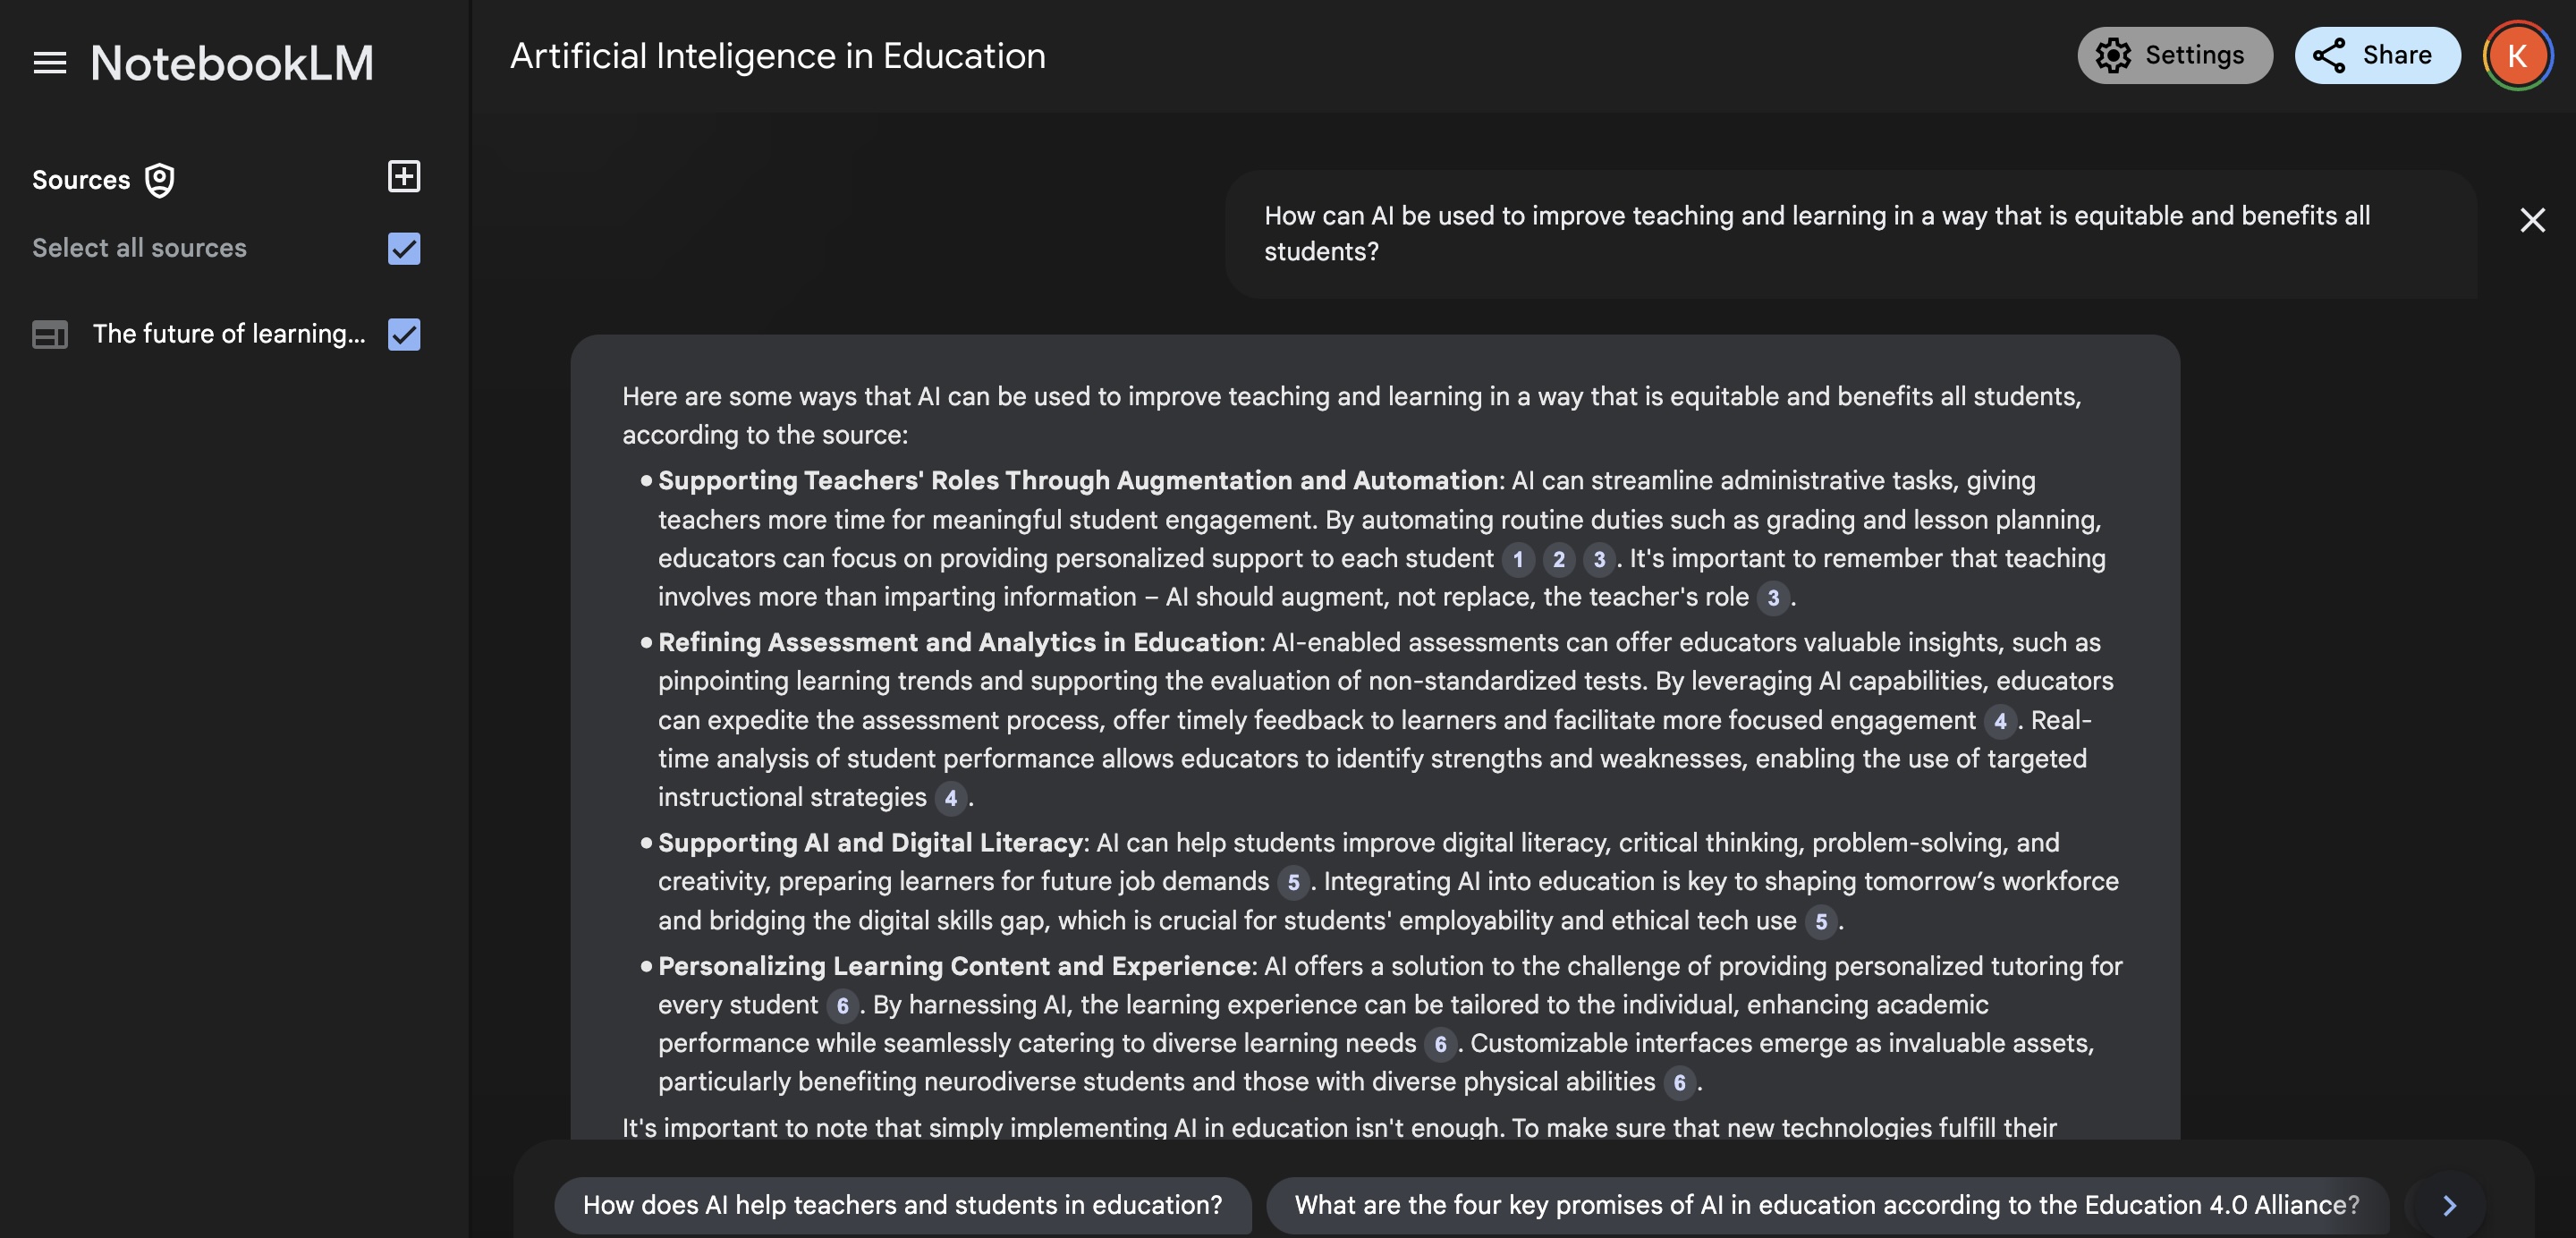 NotebookLM
Artificial Inteligence in Education
Settings
Share
K
Sources
Select all sources
The future of learning...
How can AI be used to improve teaching and learning in a way that is equitable and benefits all
students?
Here are some ways that AI can be used to improve teaching and learning in a way that is equitable and benefits all students,
according to the source:
• Supporting Teachers' Roles Through Augmentation and Automation: AI can streamline administrative tasks, giving
teachers more time for meaningful student engagement. By automating routine duties such as grading and lesson planning,
educators can focus on providing personalized support to each student 1 2 3. It's important to remember that teaching
involves more than imparting information – AI should augment, not replace, the teacher's role 3.
• Refining Assessment and Analytics in Education: AI-enabled assessments can offer educators valuable insights, such as
pinpointing learning trends and supporting the evaluation of non-standardized tests. By leveraging AI capabilities, educators
can expedite the assessment process, offer timely feedback to learners and facilitate more focused engagement 4. Real-
time analysis of student performance allows educators to identify strengths and weaknesses, enabling the use of targeted
instructional strategies 4.
• Supporting AI and Digital Literacy: AI can help students improve digital literacy, critical thinking, problem-solving, and
creativity, preparing learners for future job demands 5. Integrating AI into education is key to shaping tomorrow’s workforce
and bridging the digital skills gap, which is crucial for students' employability and ethical tech use 5.
• Personalizing Learning Content and Experience: AI offers a solution to the challenge of providing personalized tutoring for
every student 6. By harnessing AI, the learning experience can be tailored to the individual, enhancing academic
performance while seamlessly catering to diverse learning needs 6. Customizable interfaces emerge as invaluable assets,
particularly benefiting neurodiverse students and those with diverse physical abilities 6.
It's important to note that simply implementing AI in education isn't enough. To make sure that new technologies fulfill their
How does AI help teachers and students in education?
What are the four key promises of AI in education according to the Education 4.0 Alliance?